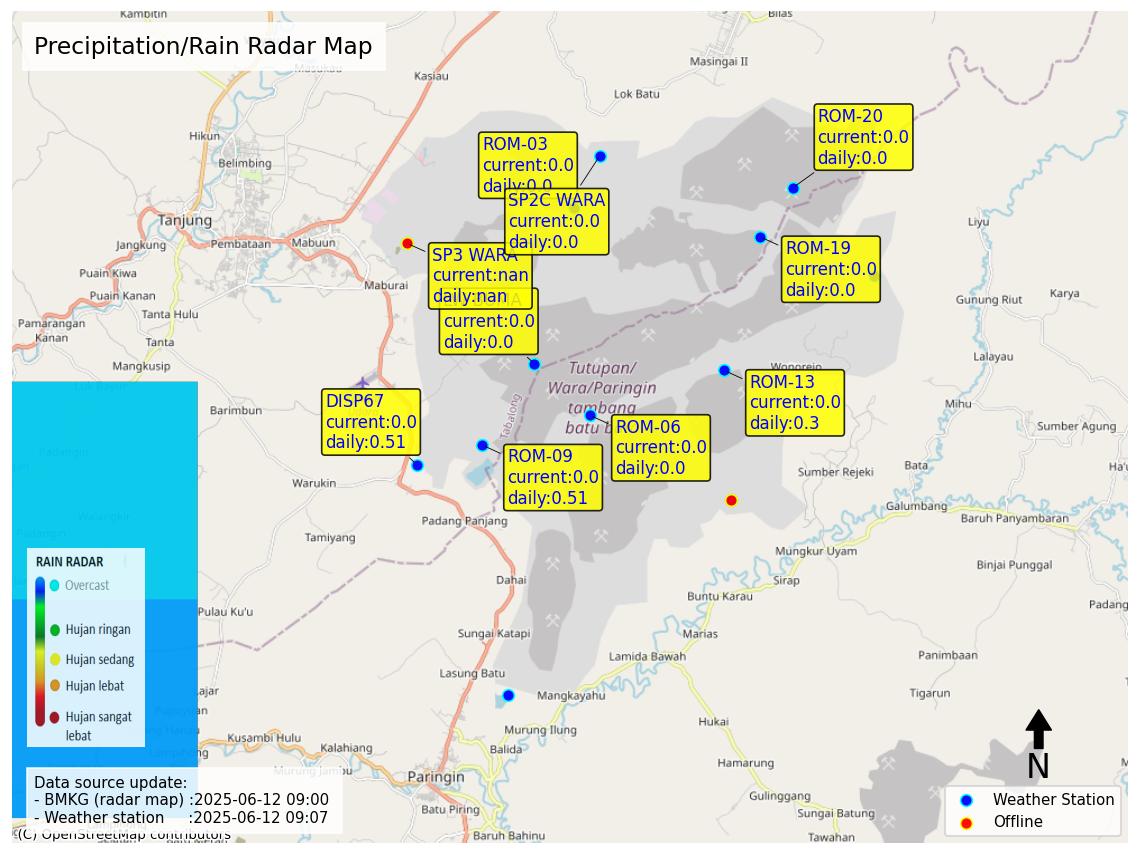 Kambitin
Bilas
Precipitation/Rain Radar Map
Masukau
Kasiau
Masingai II
Lok Batu
Hikun
Belimbing
ROM-03
current:0.0
daily:0.0
ROM-20
current:0.0
daily:0.0
SP2C WARA
current:0.0
daily:0.0
Tanjung
Jangkung
Pembataan
Mabuun
Liyu
SP3 WARA
current:nan
daily:nan
ROM-19
current:0.0
daily:0.0
Puain Kiwa
Maburai
Puain Kanan
Tanta Hulu
Gunung Riut
Karya
current:0.0
daily:0.0
Pamarangan
Kanan
Tanta
Mangkusip
Lalayau
Wonorejo
Tutupan/
Wara/Paringin
tambang
batu b
ROM-13
current:0.0
daily:0.3
DISP67
current:0.0
daily:0.51
Barimbun
Tabalong
Mihu
Sumber Agung
ROM-06
current:0.0
daily:0.0
ROM-09
current:0.0
daily:0.51
Warukin
Sumber Rejeki
Bata
Ha'u
Galumbang
Baruh Panyambaran
Padang Panjang
Tamiyang
Mungkur Uyam
Binjai Punggal
RAIN RADAR
Overcast
Hujan ringan
Hujan sedang
Hujan lebat
Hujan sangat
lebat
Dahai
Sirap
Buntu Karau
Padang
Pulau Ku'u
Sungai Katapi
Marias
Lamida Bawah
Panimbaan
Lasung Batu
Mangkayahu
Tigarun
Lajar
Kusambi Hulu
Kalahiang
Murung Ilung
Hukai
Balida
Hamarung
N
Murung Jambu
Paringin
Data source update:
- BMKG (radar map) :2025-06-12 09:00
- Weather station :2025-06-12 09:07
Gulinggang
Weather Station
Offline
Batu Piring
Sungai Batung
Baruh Bahinu
Tawahan
(C) OpenStreetMap contributors